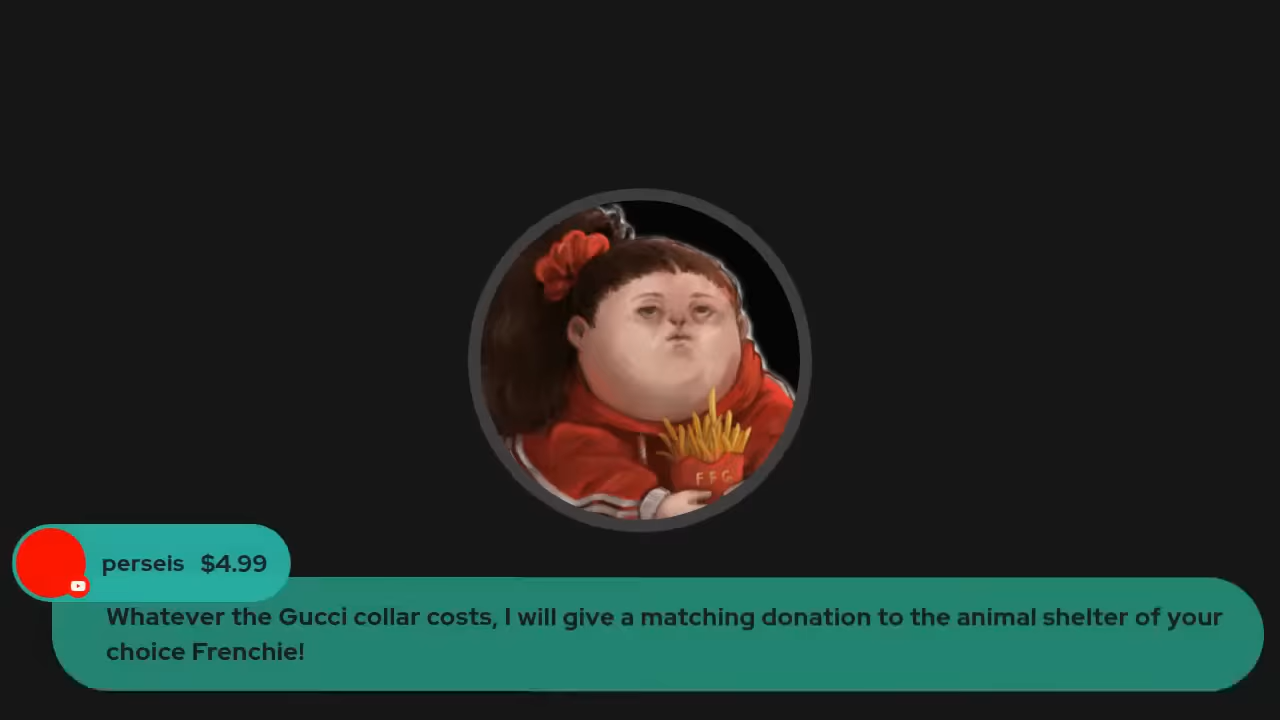 FFG
perseis $4.99
Whatever the Gucci collar costs, I will give a matching donation to the animal shelter of your
choice Frenchie!